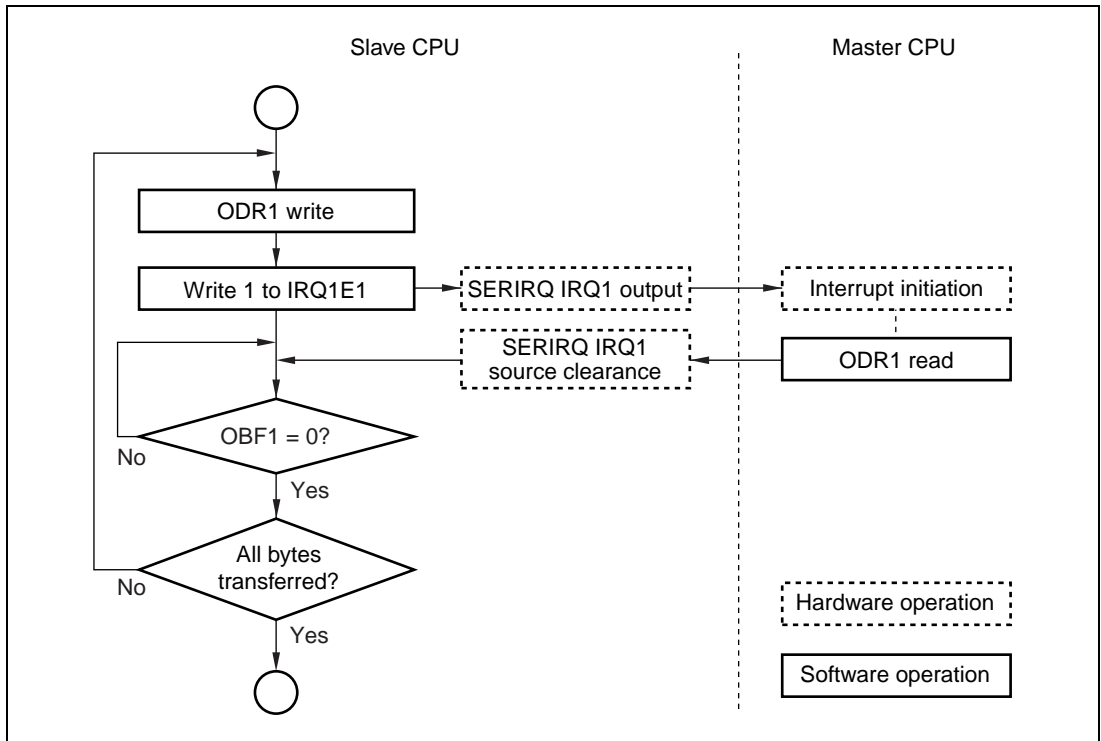 Slave CPU
Master CPU
ODR1 write
Write 1 to IRQ1E1
SERIRQ IRQ1 output
Interrupt initiation
SERIRQ IRQ1
source clearance
ODR1 read
OBF1 = 0?
No
Yes
All bytes
transferred?
No
Yes
Hardware operation
Software operation